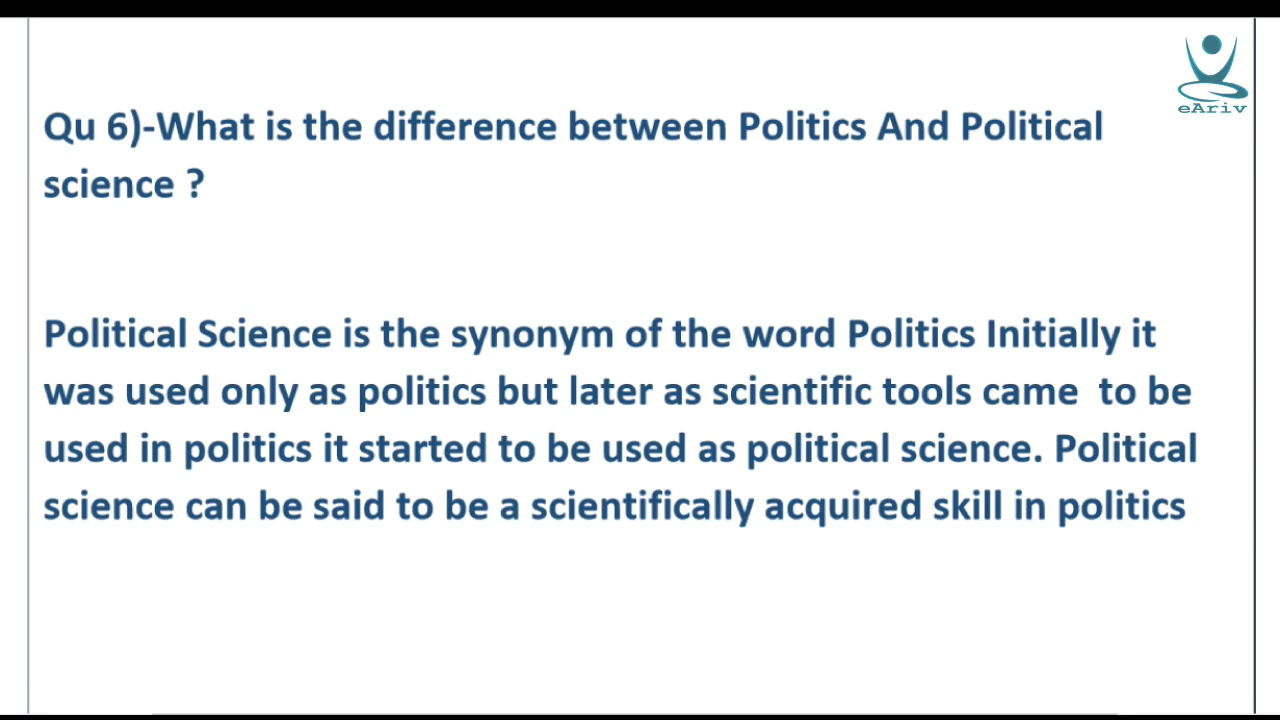 eAriv
Qu 6)-What is the difference between Politics And Political
science ?
Political Science is the synonym of the word Politics Initially it
was used only as politics but later as scientific tools came  to be
used in politics it started to be used as political science. Political
science can be said to be a scientifically acquired skill in politics